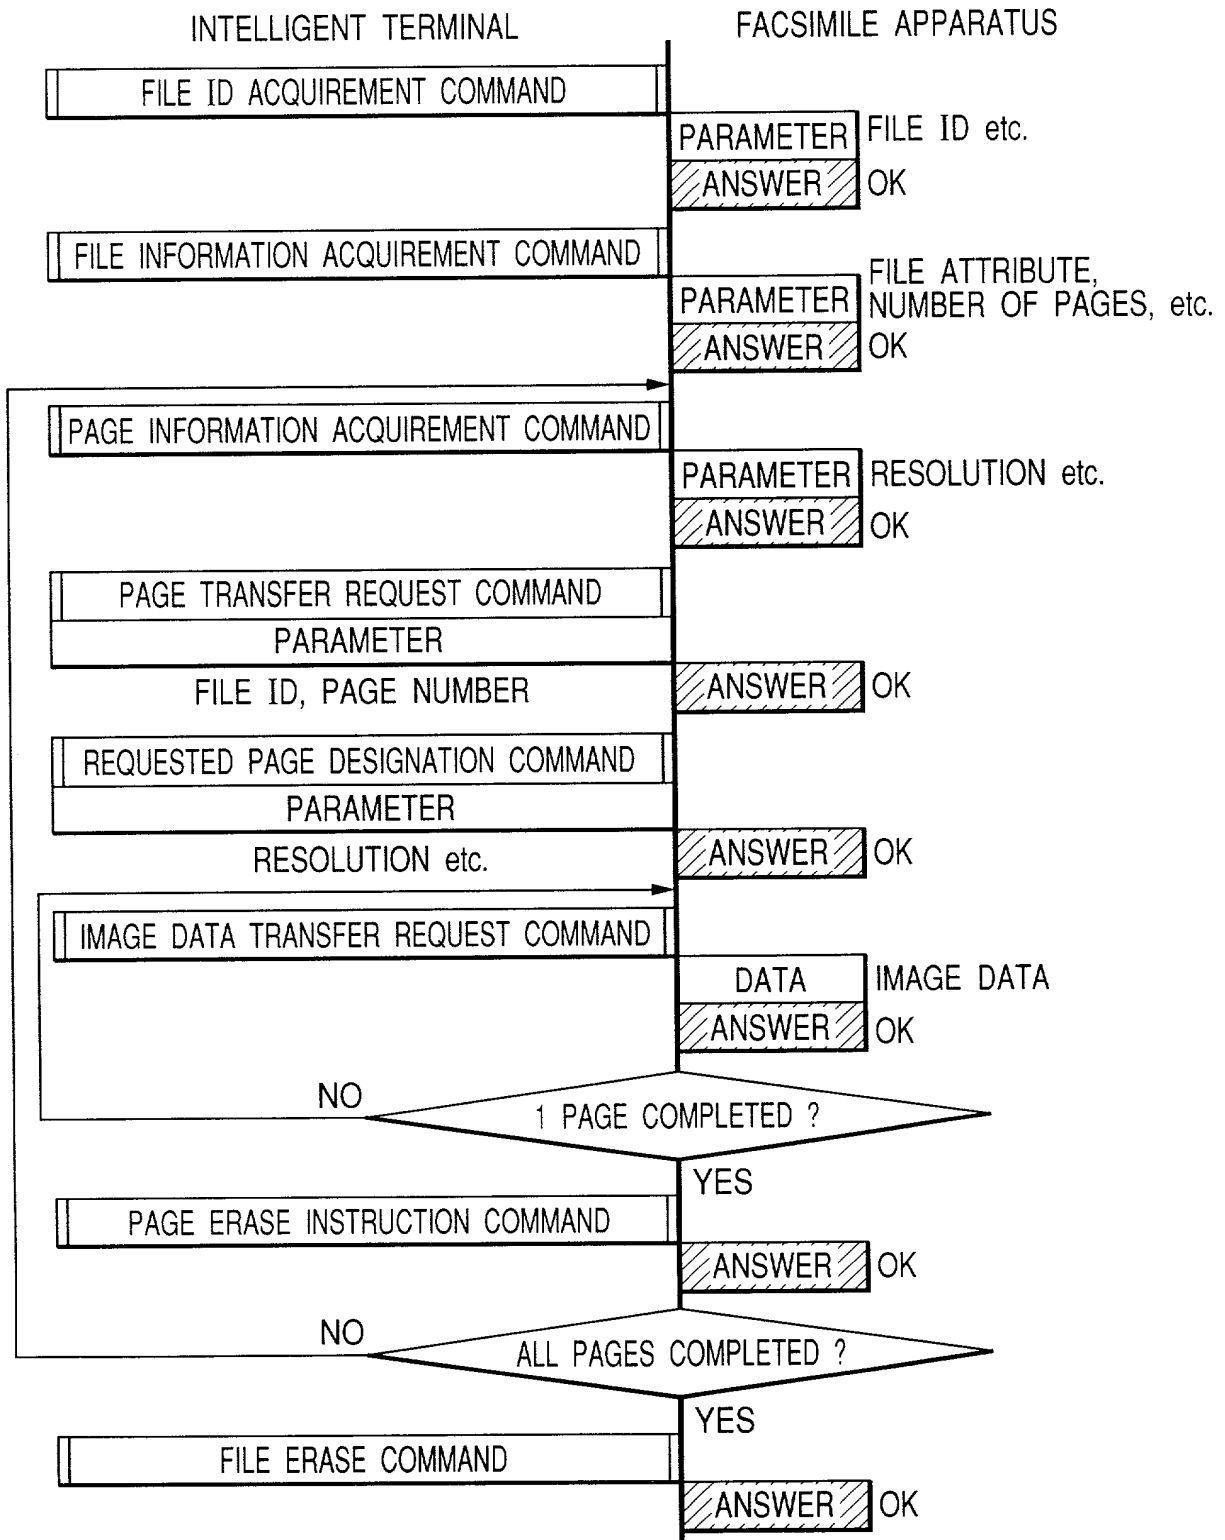 INTELLIGENT TERMINAL
FACSIMILE APPARATUS
FILE ID ACQUIREMENT COMMAND
PARAMETER
FILE ID etc.
ANSWER
OK
FILE INFORMATION ACQUIREMENT COMMAND
PARAMETER
FILE ATTRIBUTE,
NUMBER OF PAGES, etc.
ANSWER
OK
PAGE INFORMATION ACQUIREMENT COMMAND
PARAMETER
RESOLUTION etc.
ANSWER
OK
PAGE TRANSFER REQUEST COMMAND
PARAMETER
FILE ID, PAGE NUMBER
ANSWER
OK
REQUESTED PAGE DESIGNATION COMMAND
PARAMETER
RESOLUTION etc.
ANSWER
OK
IMAGE DATA TRANSFER REQUEST COMMAND
DATA
IMAGE DATA
ANSWER
OK
NO
1 PAGE COMPLETED ?
YES
PAGE ERASE INSTRUCTION COMMAND
ANSWER
OK
NO
ALL PAGES COMPLETED ?
YES
FILE ERASE COMMAND
ANSWER
OK